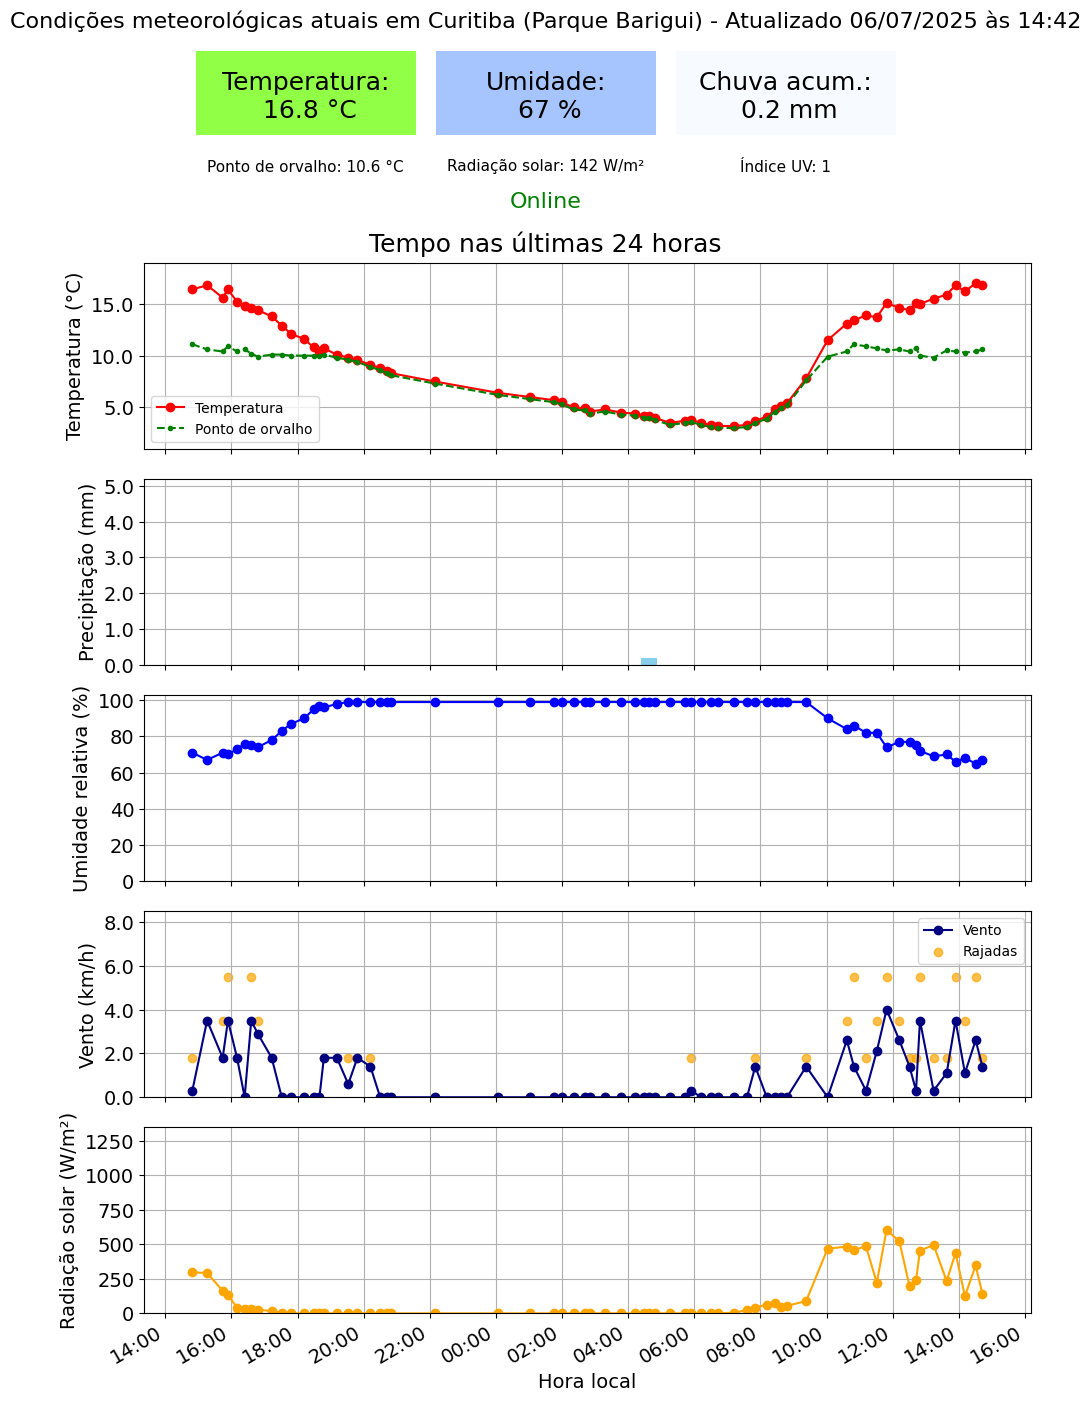 Condições meteorológicas atuais em Curitiba (Parque Barigui) - Atualizado 06/07/2025 às 14:42
Temperatura:
16.8 °C
Umidade:
67 %
Chuva acum.:
0.2 mm
Ponto de orvalho: 10.6 °C
Radiação solar: 142 W/m²
Índice UV: 1
Online
Tempo nas últimas 24 horas
Temperatura (°C)
15.0
10.0
5.0
Temperatura
Ponto de orvalho
Precipitação (mm)
5.0
4.0
3.0
2.0
1.0
0.0
Umidade relativa (%)
100
80
60
40
20
0
Vento (km/h)
8.0
6.0
4.0
2.0
0.0
Vento
Rajadas
Radiação solar (W/m²)
1250
1000
750
500
250
0
14:00 16:00 18:00 20:00 22:00 00:00 02:00 04:00 06:00 08:00 10:00 12:00 14:00 16:00
Hora local